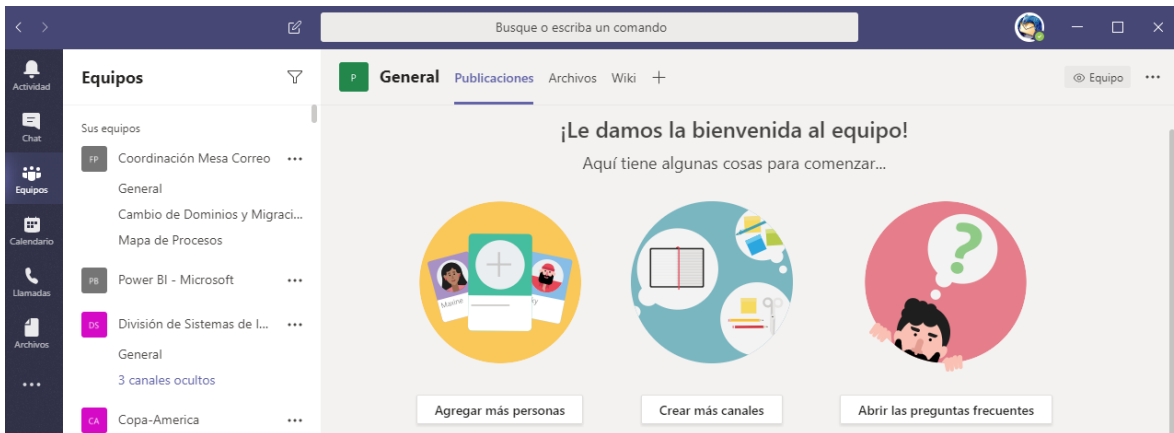 Busque o escriba un comando
Actividad
Chat
Equipos
Calendario
Llamadas
Archivos
Equipos
Sus equipos
FP Coordinación Mesa Correo
General
Cambio de Dominios y Migraci...
Mapa de Procesos
PB Power BI - Microsoft
DS División de Sistemas de I...
General
3 canales ocultos
CA Copa-America
P General Publicaciones Archivos Wiki
Equipo
¡Le damos la bienvenida al equipo!
Aquí tiene algunas cosas para comenzar...
Agregar más personas
Crear más canales
Abrir las preguntas frecuentes